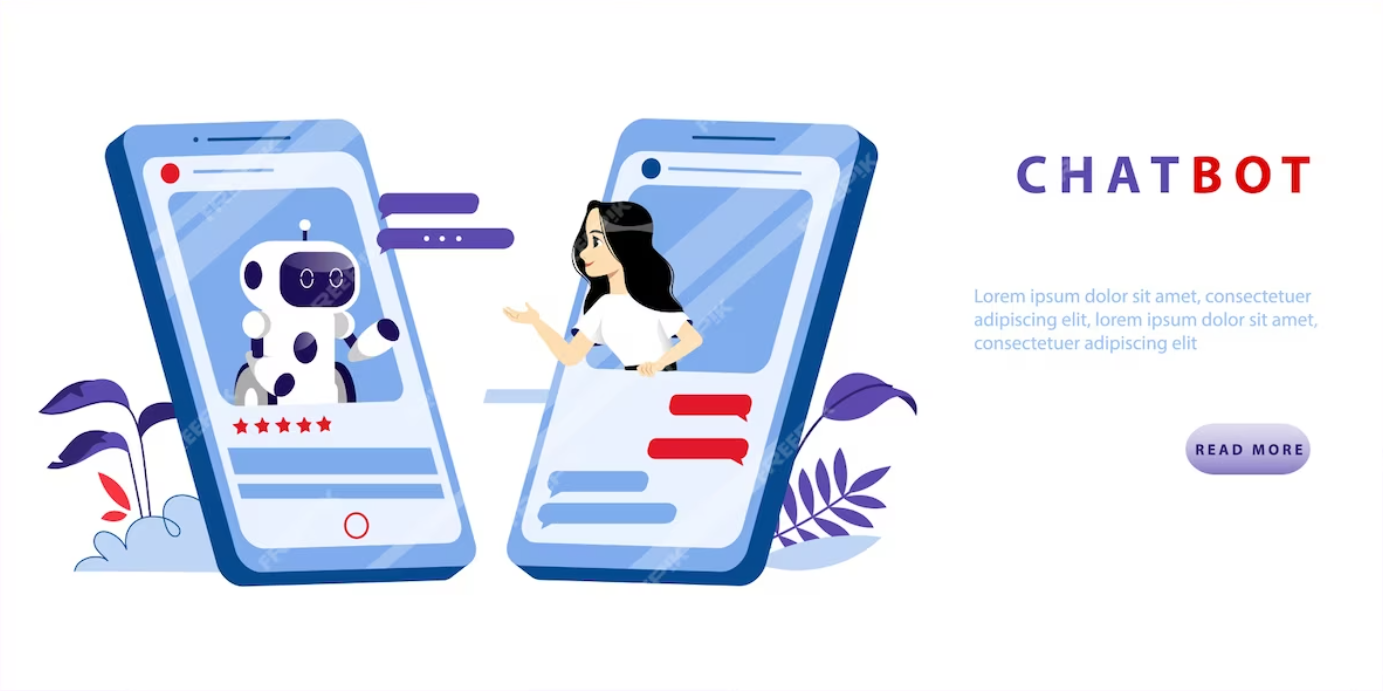 CHATBOT
Lorem ipsum dolor sit amet, consectetuer
adipiscing elit, lorem ipsum dolor sit amet,
consectetuer adipiscing elit
READ MORE